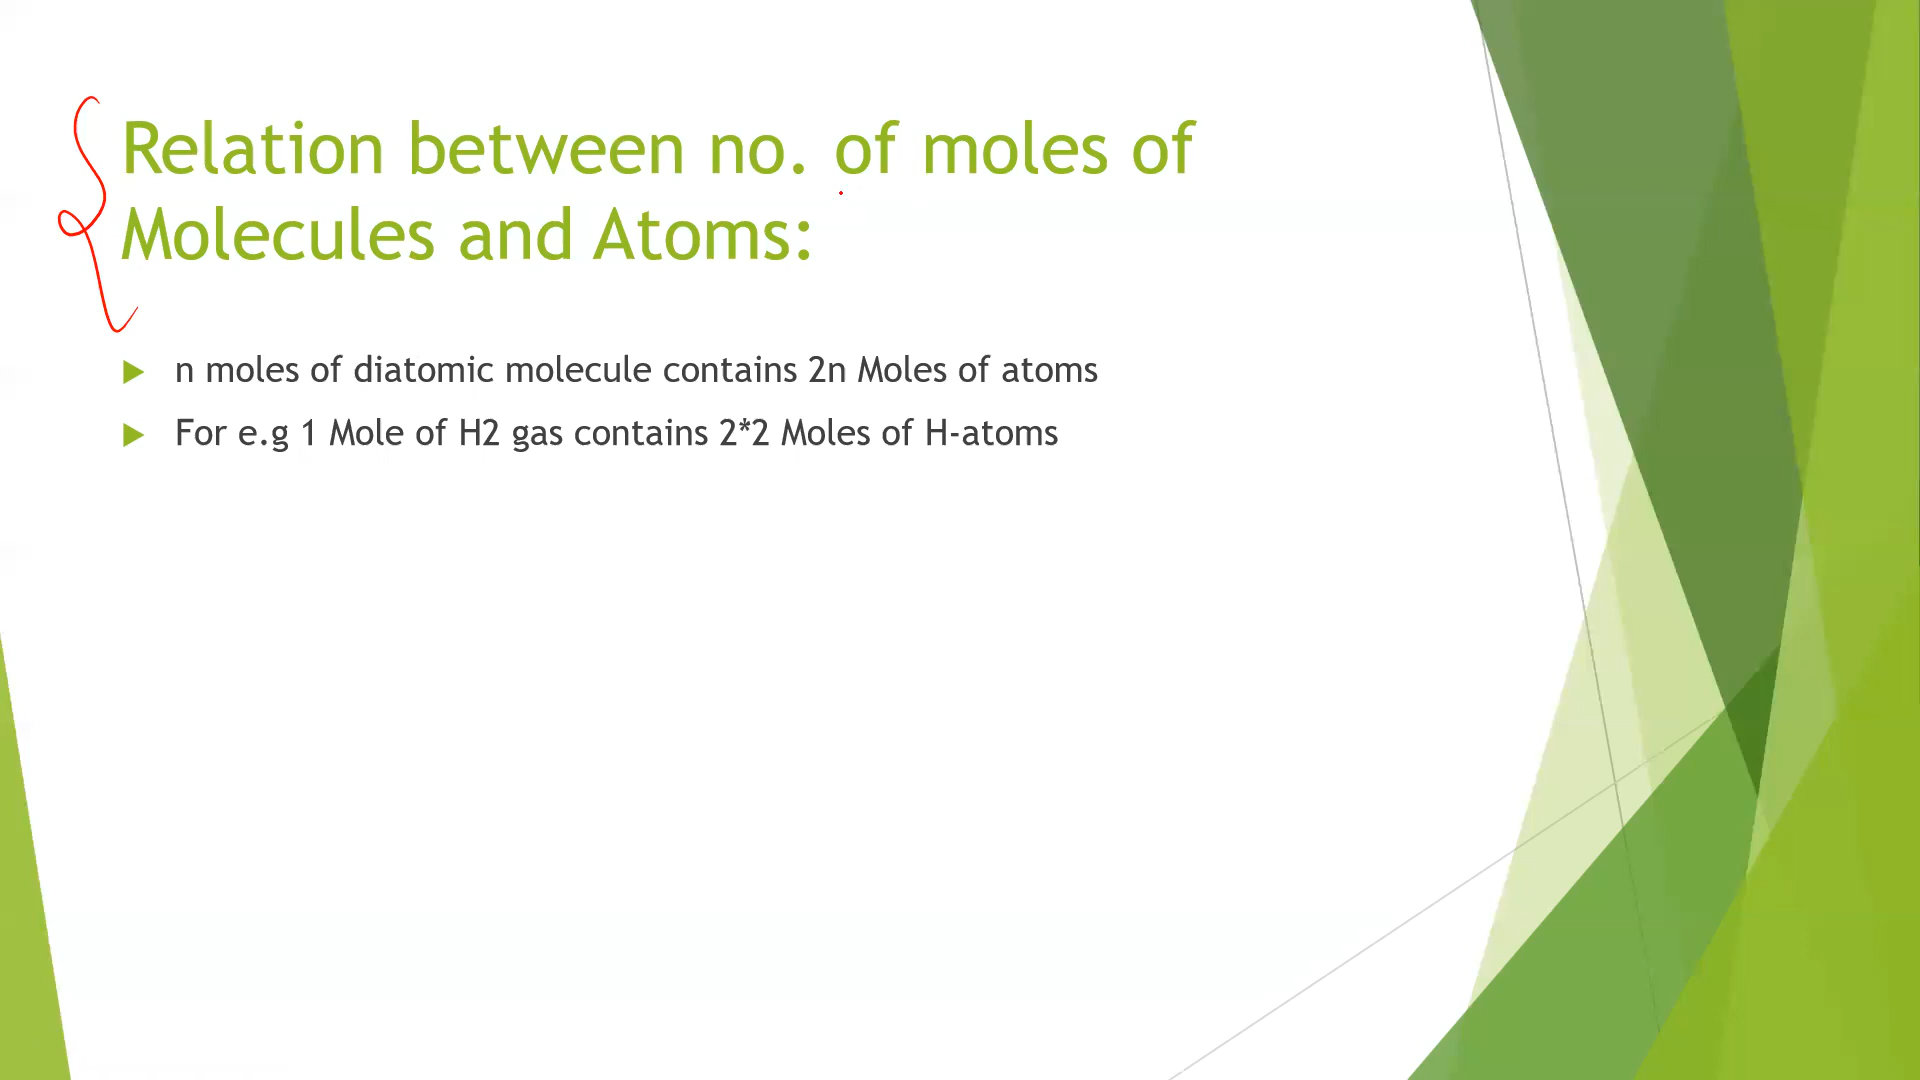 Relation between no. of moles of
Molecules and Atoms:
n moles of diatomic molecule contains 2n Moles of atoms
For e.g 1 Mole of H2 gas contains 2*2 Moles of H-atoms